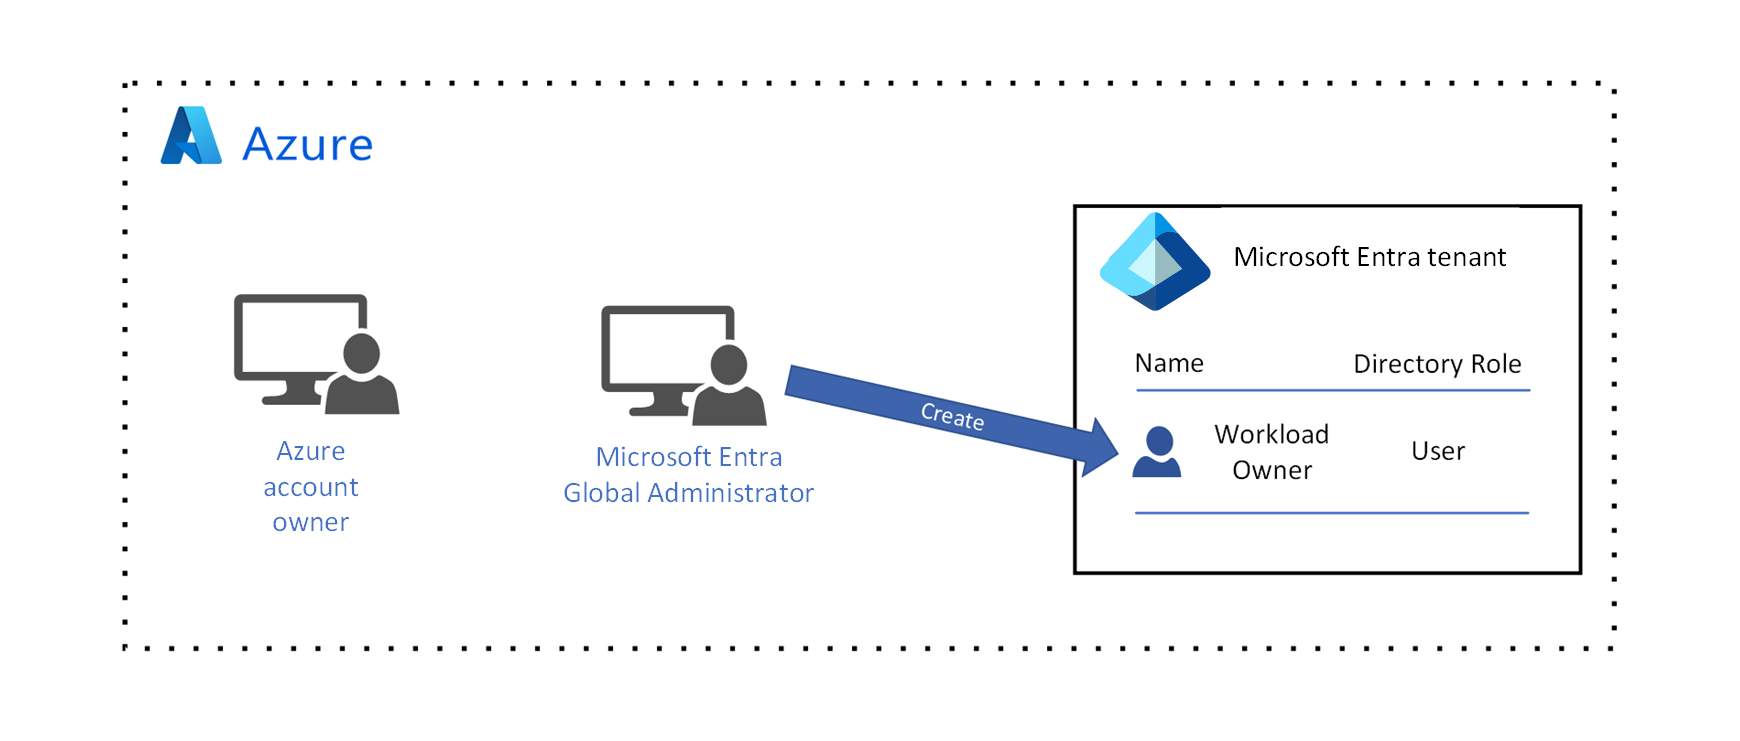 Azure
Azure
account
owner
Microsoft Entra
Global Administrator
Create
Microsoft Entra tenant
Name Directory Role
Workload
Owner
User